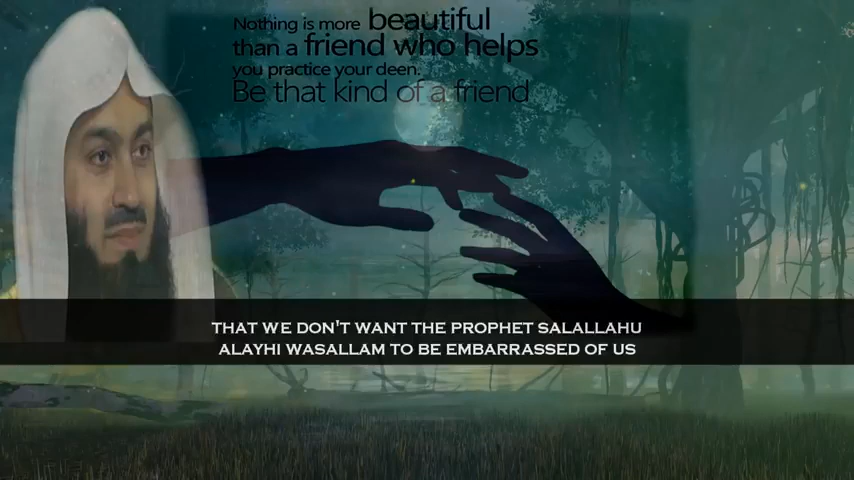 Nothing is more beautiful
than a friend who helps
you practice your deen.
Be that kind of a friend
THAT WE DON'T WANT THE PROPHET SALALLAHU
ALAYHI WASALLAM TO BE EMBARRASSED OF US